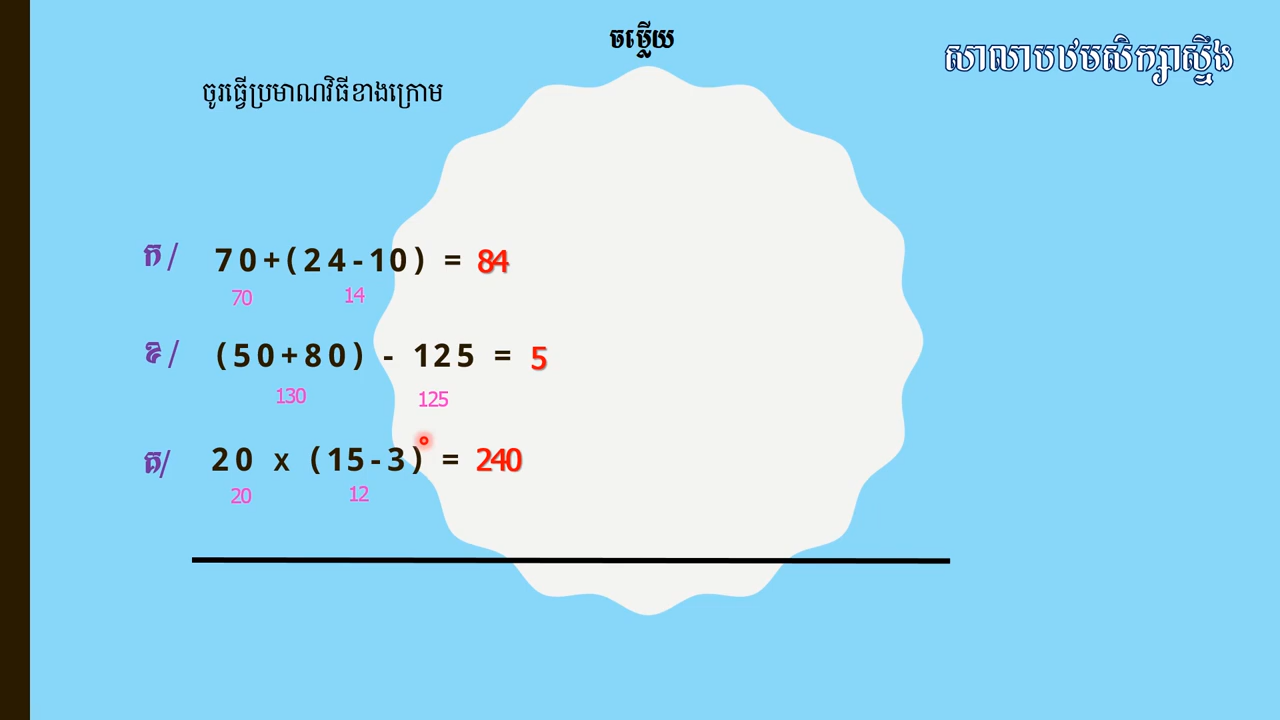 ចម្លើយ
សាលាបឋមសិក្សាស្ទឹង
ចូរធ្វើប្រមាណវិធីខាងក្រោម
ក/ 70+(24-10) = 84
70 14
ខ/ (50+80) - 125 = 5
130 125
គ/ 20 x (15-3) = 240
20 12